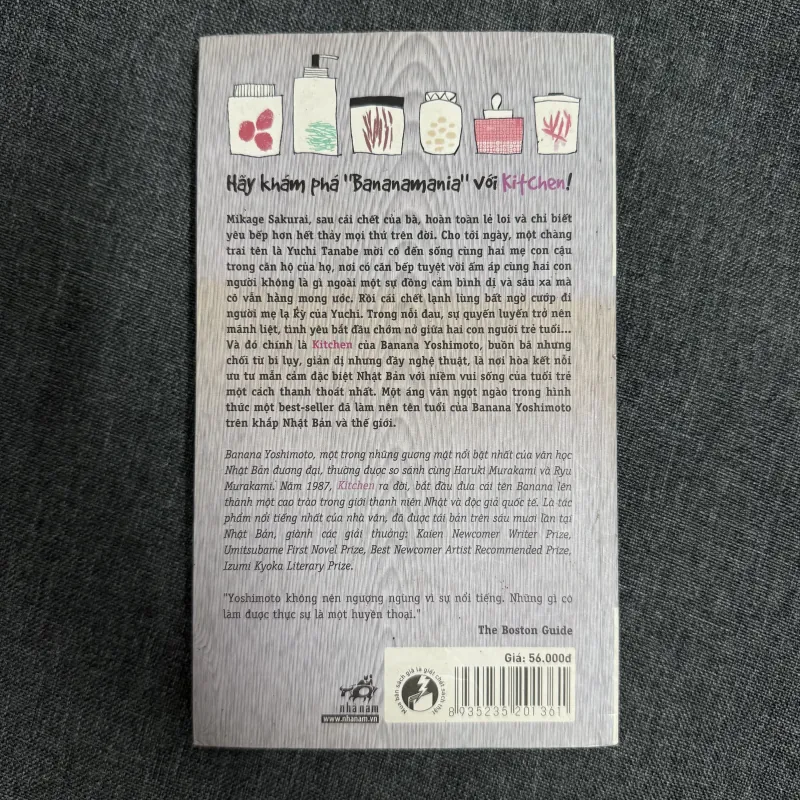 Hãy khám phá "Bananamania" với Kitchen!
Mikage Sakurai, sau cái chết của bà, hoàn toàn lẻ loi và chỉ biết
yêu bếp hơn hết thảy mọi thứ trên đời. Cho tới ngày, một chàng
trai tên là Yuchi Tanabe mời cô đến sống cùng hai mẹ con cậu
trong căn hộ của họ, nơi có căn bếp tuyệt vời ấm áp cùng hai con
người không là gì ngoài một sự đồng cảm bình dị và sâu xa mà
cô vẫn hằng mong ước. Rồi cái chết lạnh lùng bất ngờ cướp đi
người mẹ lạ kỳ của Yuchi. Trong nỗi đau, sự quyến luyến trở nên
mãnh liệt, tình yêu bắt đầu chớm nở giữa hai con người trẻ tuổi...
Và đó chính là Kitchen của Banana Yoshimoto, buồn bã nhưng
chối từ bi lụy, giản dị nhưng đầy nghệ thuật, là nơi hòa kết nỗi
ưu tư mẫn cảm đặc biệt Nhật Bản với niềm vui sống của tuổi trẻ
một cách thanh thoát nhất. Một áng văn ngọt ngào trong hình
thức một best-seller đã làm nên tên tuổi của Banana Yoshimoto
trên khắp Nhật Bản và thế giới.
Banana Yoshimoto, một trong những gương mặt nổi bật nhất của văn học
Nhật Bản đương đại, thường được so sánh cùng Haruki Murakami và Ryu
Murakami. Năm 1987, Kitchen ra đời, bắt đầu đưa cái tên Banana lên
thành một cao trào trong giới thanh niên Nhật và độc giả quốc tế. Là tác
phẩm nổi tiếng nhất của nhà văn, đã được tái bản trên sáu mươi lần tại
Nhật Bản, giành các giải thưởng: Kaien Newcomer Writer Prize,
Umitsubame First Novel Prize, Best Newcomer Artist Recommended Prize,
Izumi Kyoka Literary Prize.
"Yoshimoto không nên ngượng ngùng vì sự nổi tiếng. Những gì cô
làm được thực sự là một huyền thoại."
The Boston Guide
Giá: 56.000đ
Mua bán sách giả là giết chết sách thật
nhã nam
www.nhanam.vn
8 935235 201361